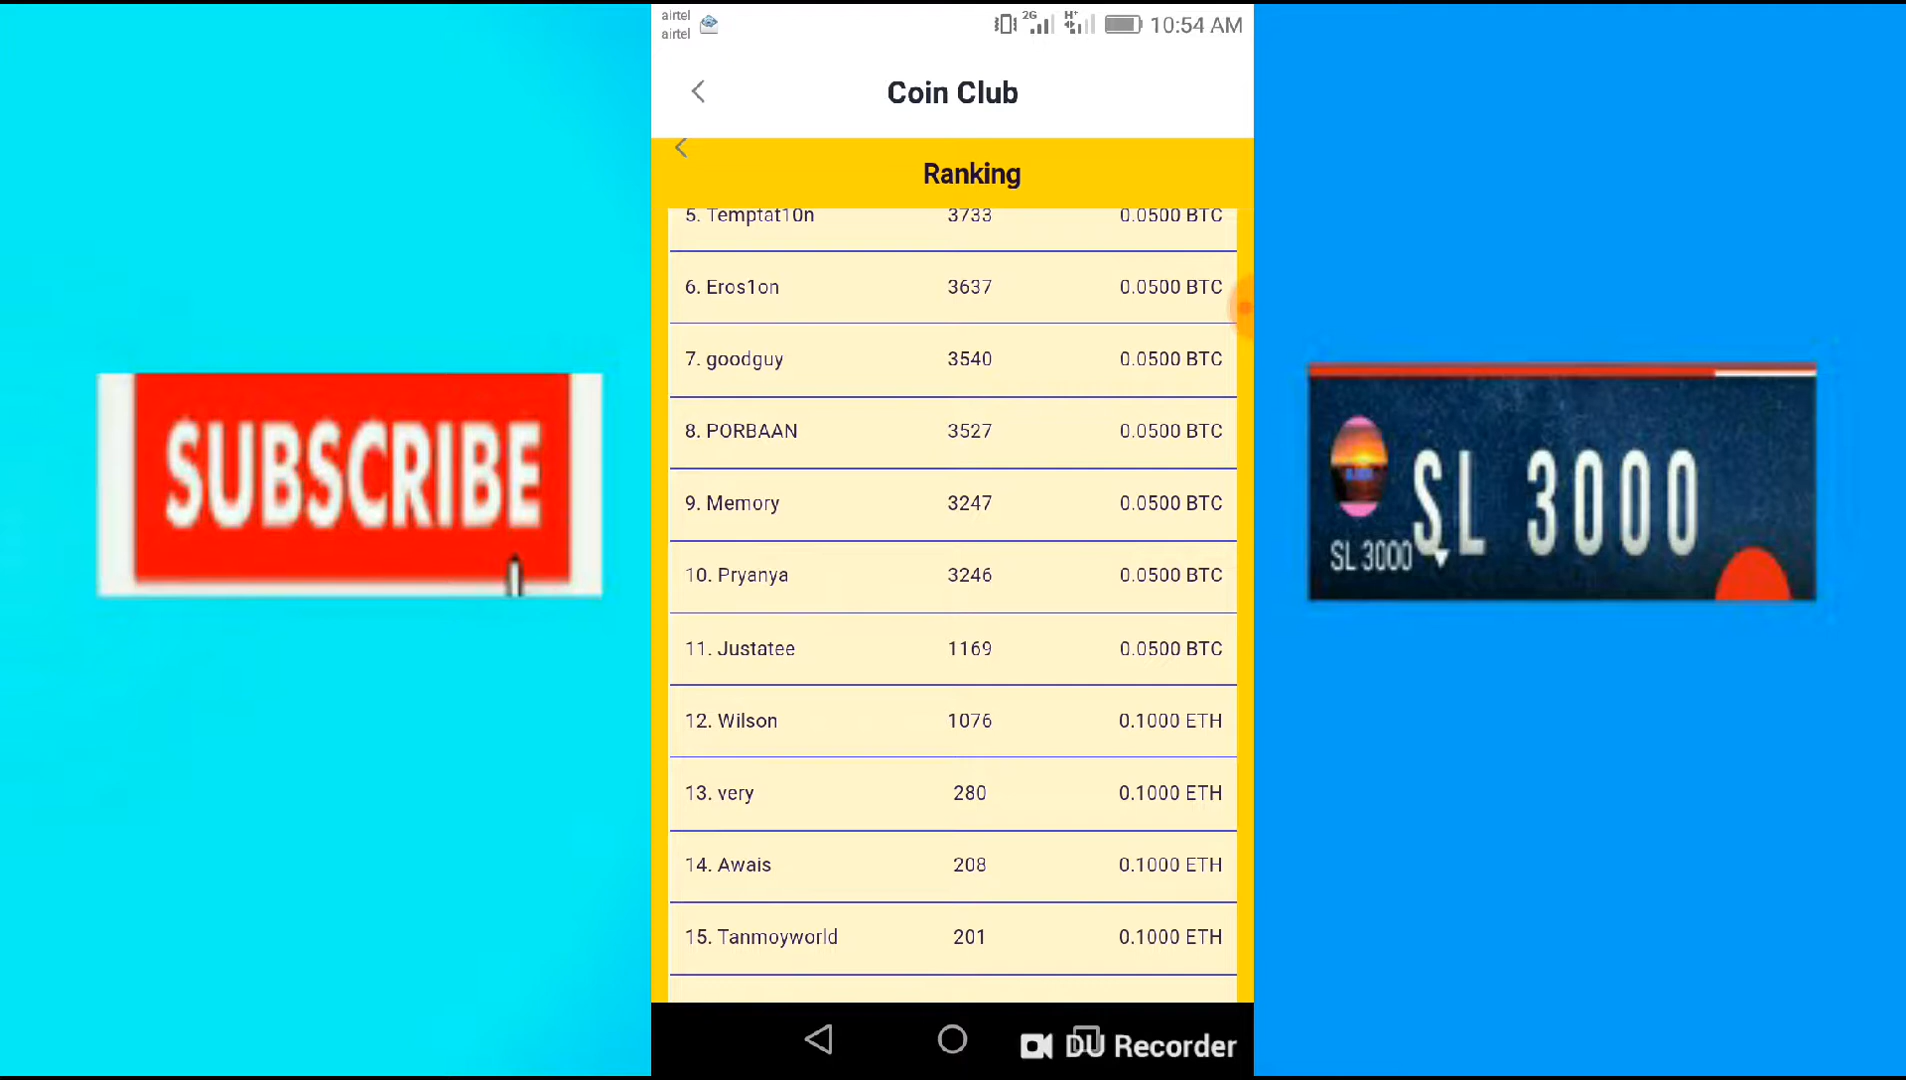 airtel
airtel
2G
H+
10:54 AM
Coin Club
Ranking
5. Temptat10n 3733 0.0500 BTC
6. Eros1on 3637 0.0500 BTC
7. goodguy 3540 0.0500 BTC
8. PORBAAN 3527 0.0500 BTC
9. Memory 3247 0.0500 BTC
10. Pryanya 3246 0.0500 BTC
11. Justatee 1169 0.0500 BTC
12. Wilson 1076 0.1000 ETH
13. very 280 0.1000 ETH
14. Awais 208 0.1000 ETH
15. Tanmoyworld 201 0.1000 ETH
DU Recorder
SUBSCRIBE
SL 3000
SL 3000